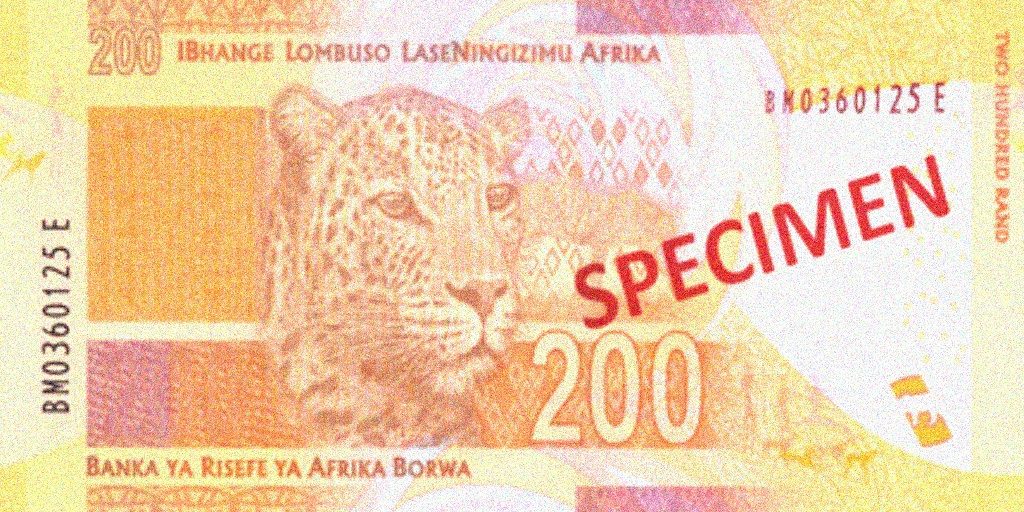 200 IBHANGE LOMBUSO LASENINGIZIMU AFRIKA
TWO HUNDRED RAND
BM0360125 E
SPECIMEN
BM0360125 E
200
BANKA YA RISEFE YA AFRIKA BORWA